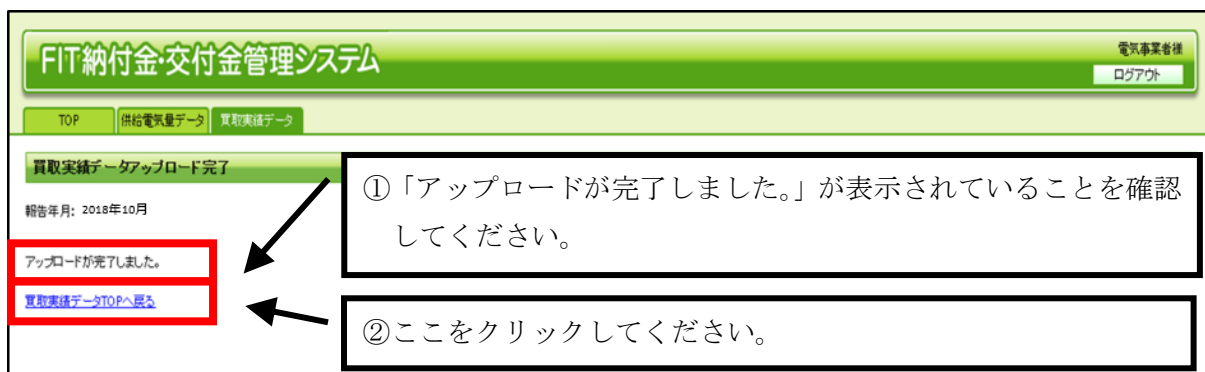 FIT納付金・交付金管理システム
電気事業者様
ログアウト
TOP
供給電気量データ
買取実績データ
買取実績データアップロード完了
報告年月: 2018年10月
①「アップロードが完了しました。」が表示されていることを確認
してください。
アップロードが完了しました。
買取実績データTOPへ戻る
②ここをクリックしてください。